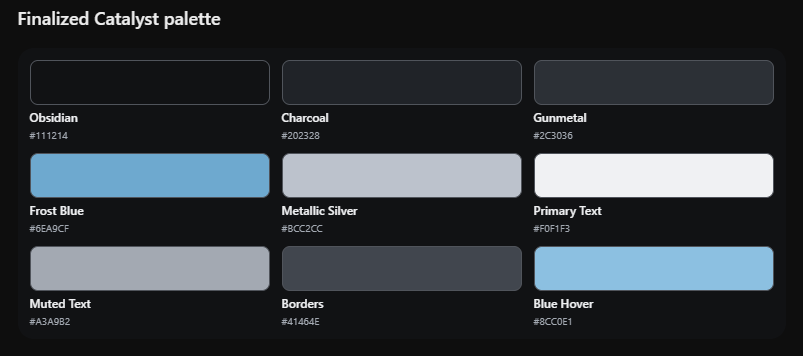 Finalized Catalyst palette
Obsidian
#111214
Charcoal
#202328
Gunmetal
#2C3036
Frost Blue
#6EA9CF
Metallic Silver
#BCC2CC
Primary Text
#F0F1F3
Muted Text
#A3A9B2
Borders
#41464E
Blue Hover
#8CC0E1